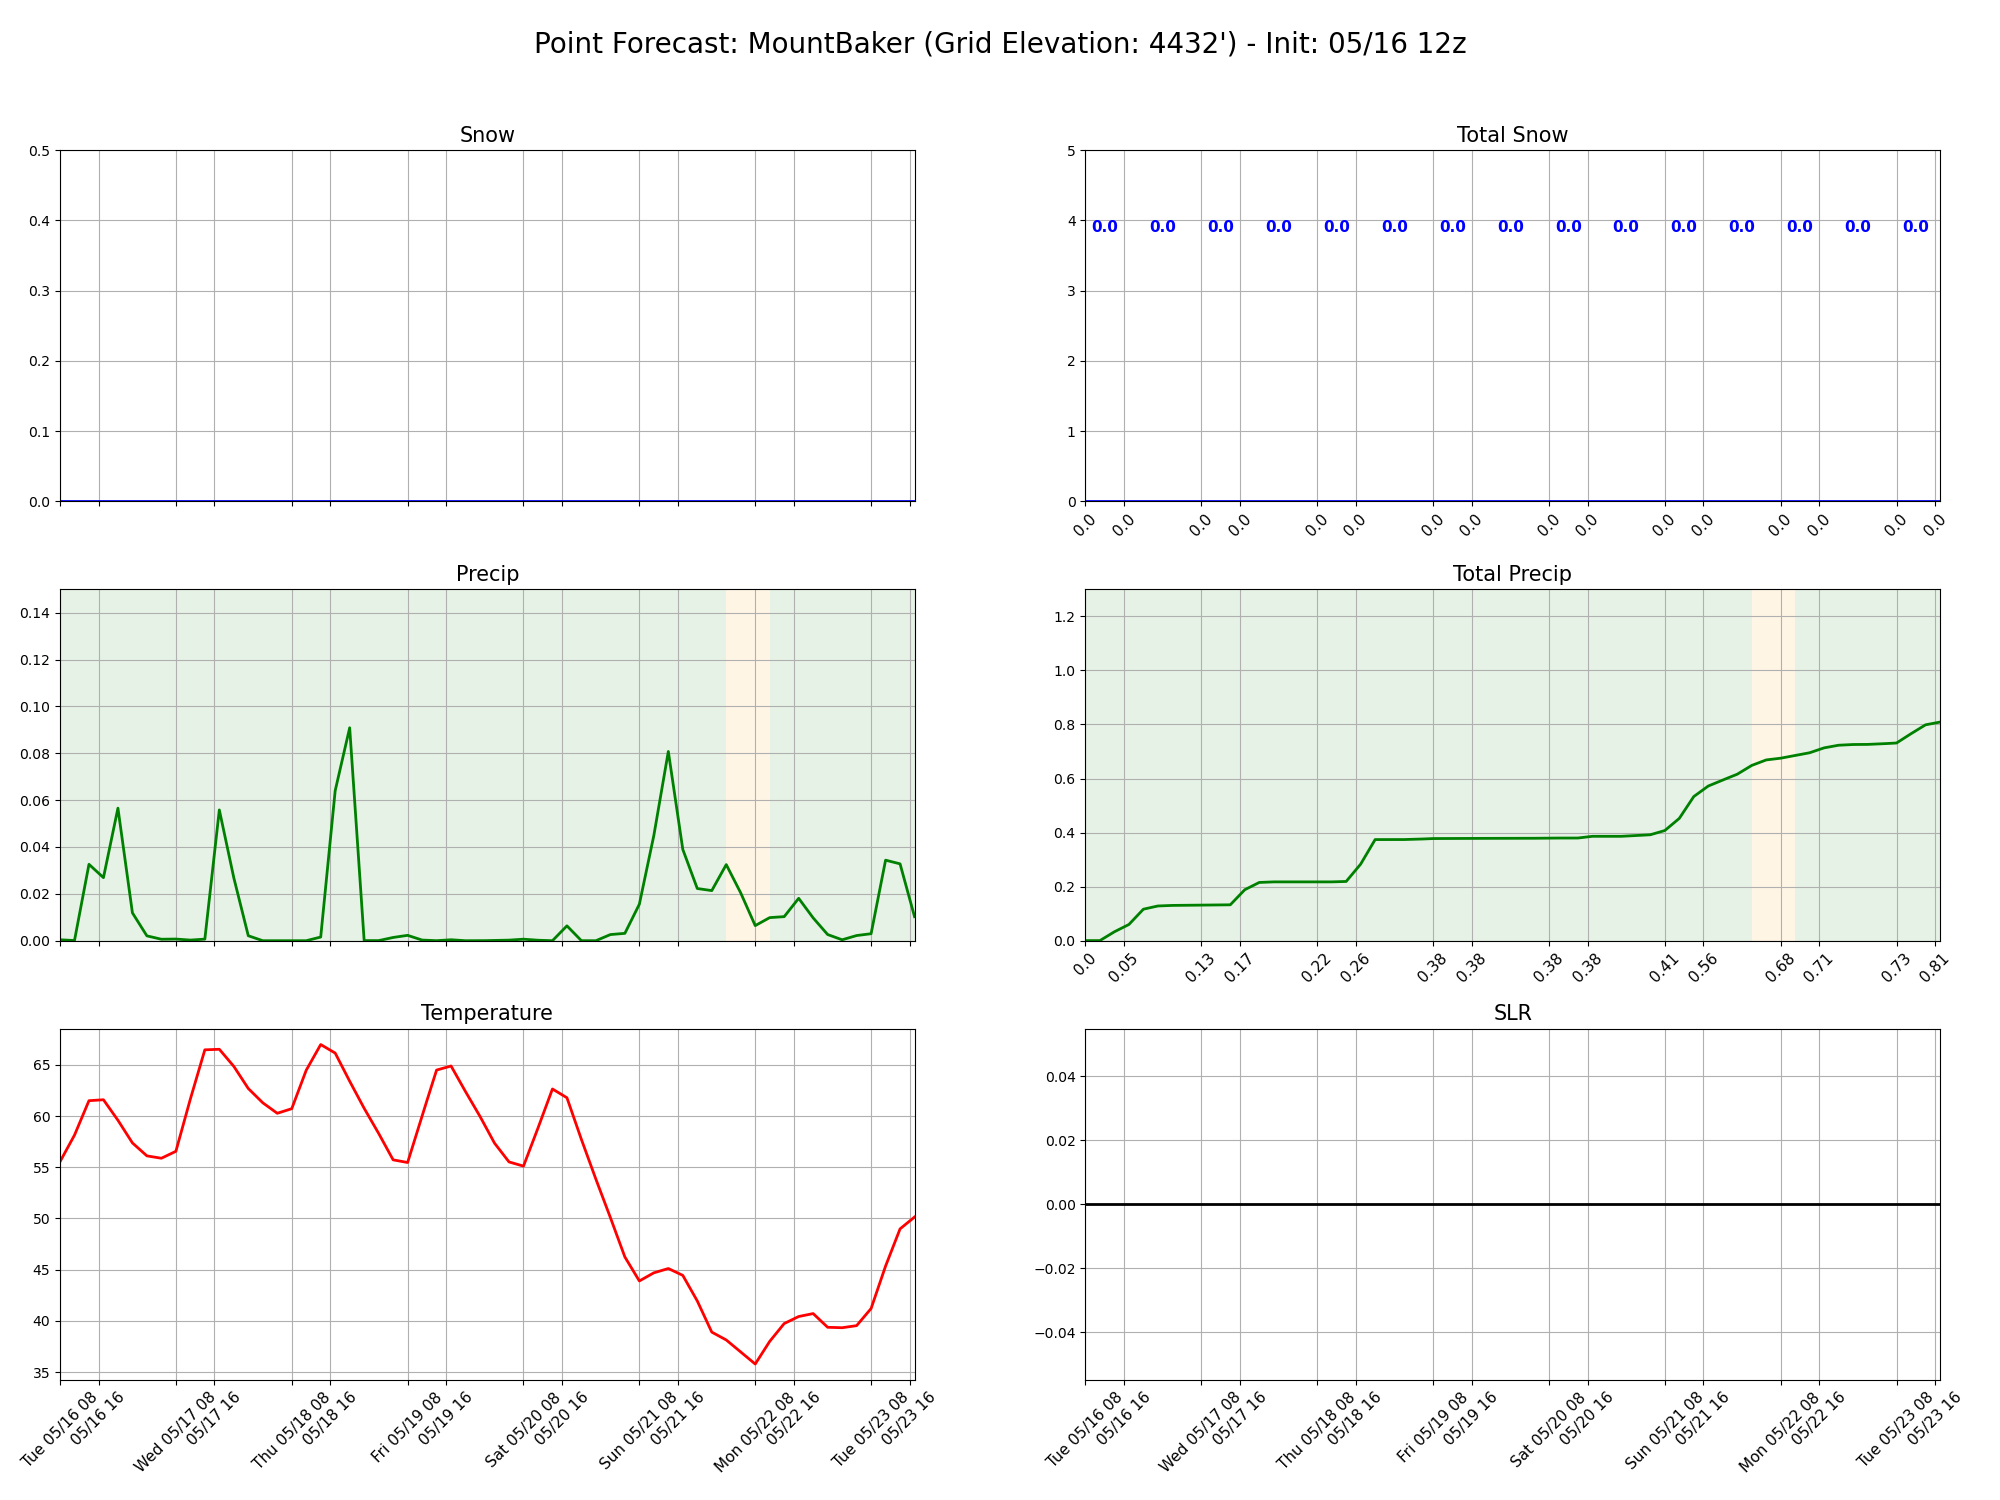 Point Forecast: MountBaker (Grid Elevation: 4432') - Init: 05/16 12z
Snow
0.5
0.4
0.3
0.2
0.1
0.0
Total Snow
5
4
3
2
1
0
0.0 0.0 0.0 0.0 0.0 0.0 0.0 0.0 0.0 0.0 0.0 0.0 0.0 0.0 0.0
0.0 0.0 0.0 0.0 0.0 0.0 0.0 0.0 0.0 0.0 0.0 0.0 0.0 0.0 0.0 0.0
Precip
0.14
0.12
0.10
0.08
0.06
0.04
0.02
0.00
Total Precip
1.2
1.0
0.8
0.6
0.4
0.2
0.0
0.0 0.05 0.13 0.17 0.22 0.26 0.38 0.38 0.38 0.38 0.41 0.56 0.68 0.71 0.73 0.81
Temperature
65
60
55
50
45
40
35
Tue 05/16 08
05/16 16
Wed 05/17 08
05/17 16
Thu 05/18 08
05/18 16
Fri 05/19 08
05/19 16
Sat 05/20 08
05/20 16
Sun 05/21 08
05/21 16
Mon 05/22 08
05/22 16
Tue 05/23 08
05/23 16
SLR
0.04
0.02
0.00
−0.02
−0.04
Tue 05/16 08
05/16 16
Wed 05/17 08
05/17 16
Thu 05/18 08
05/18 16
Fri 05/19 08
05/19 16
Sat 05/20 08
05/20 16
Sun 05/21 08
05/21 16
Mon 05/22 08
05/22 16
Tue 05/23 08
05/23 16